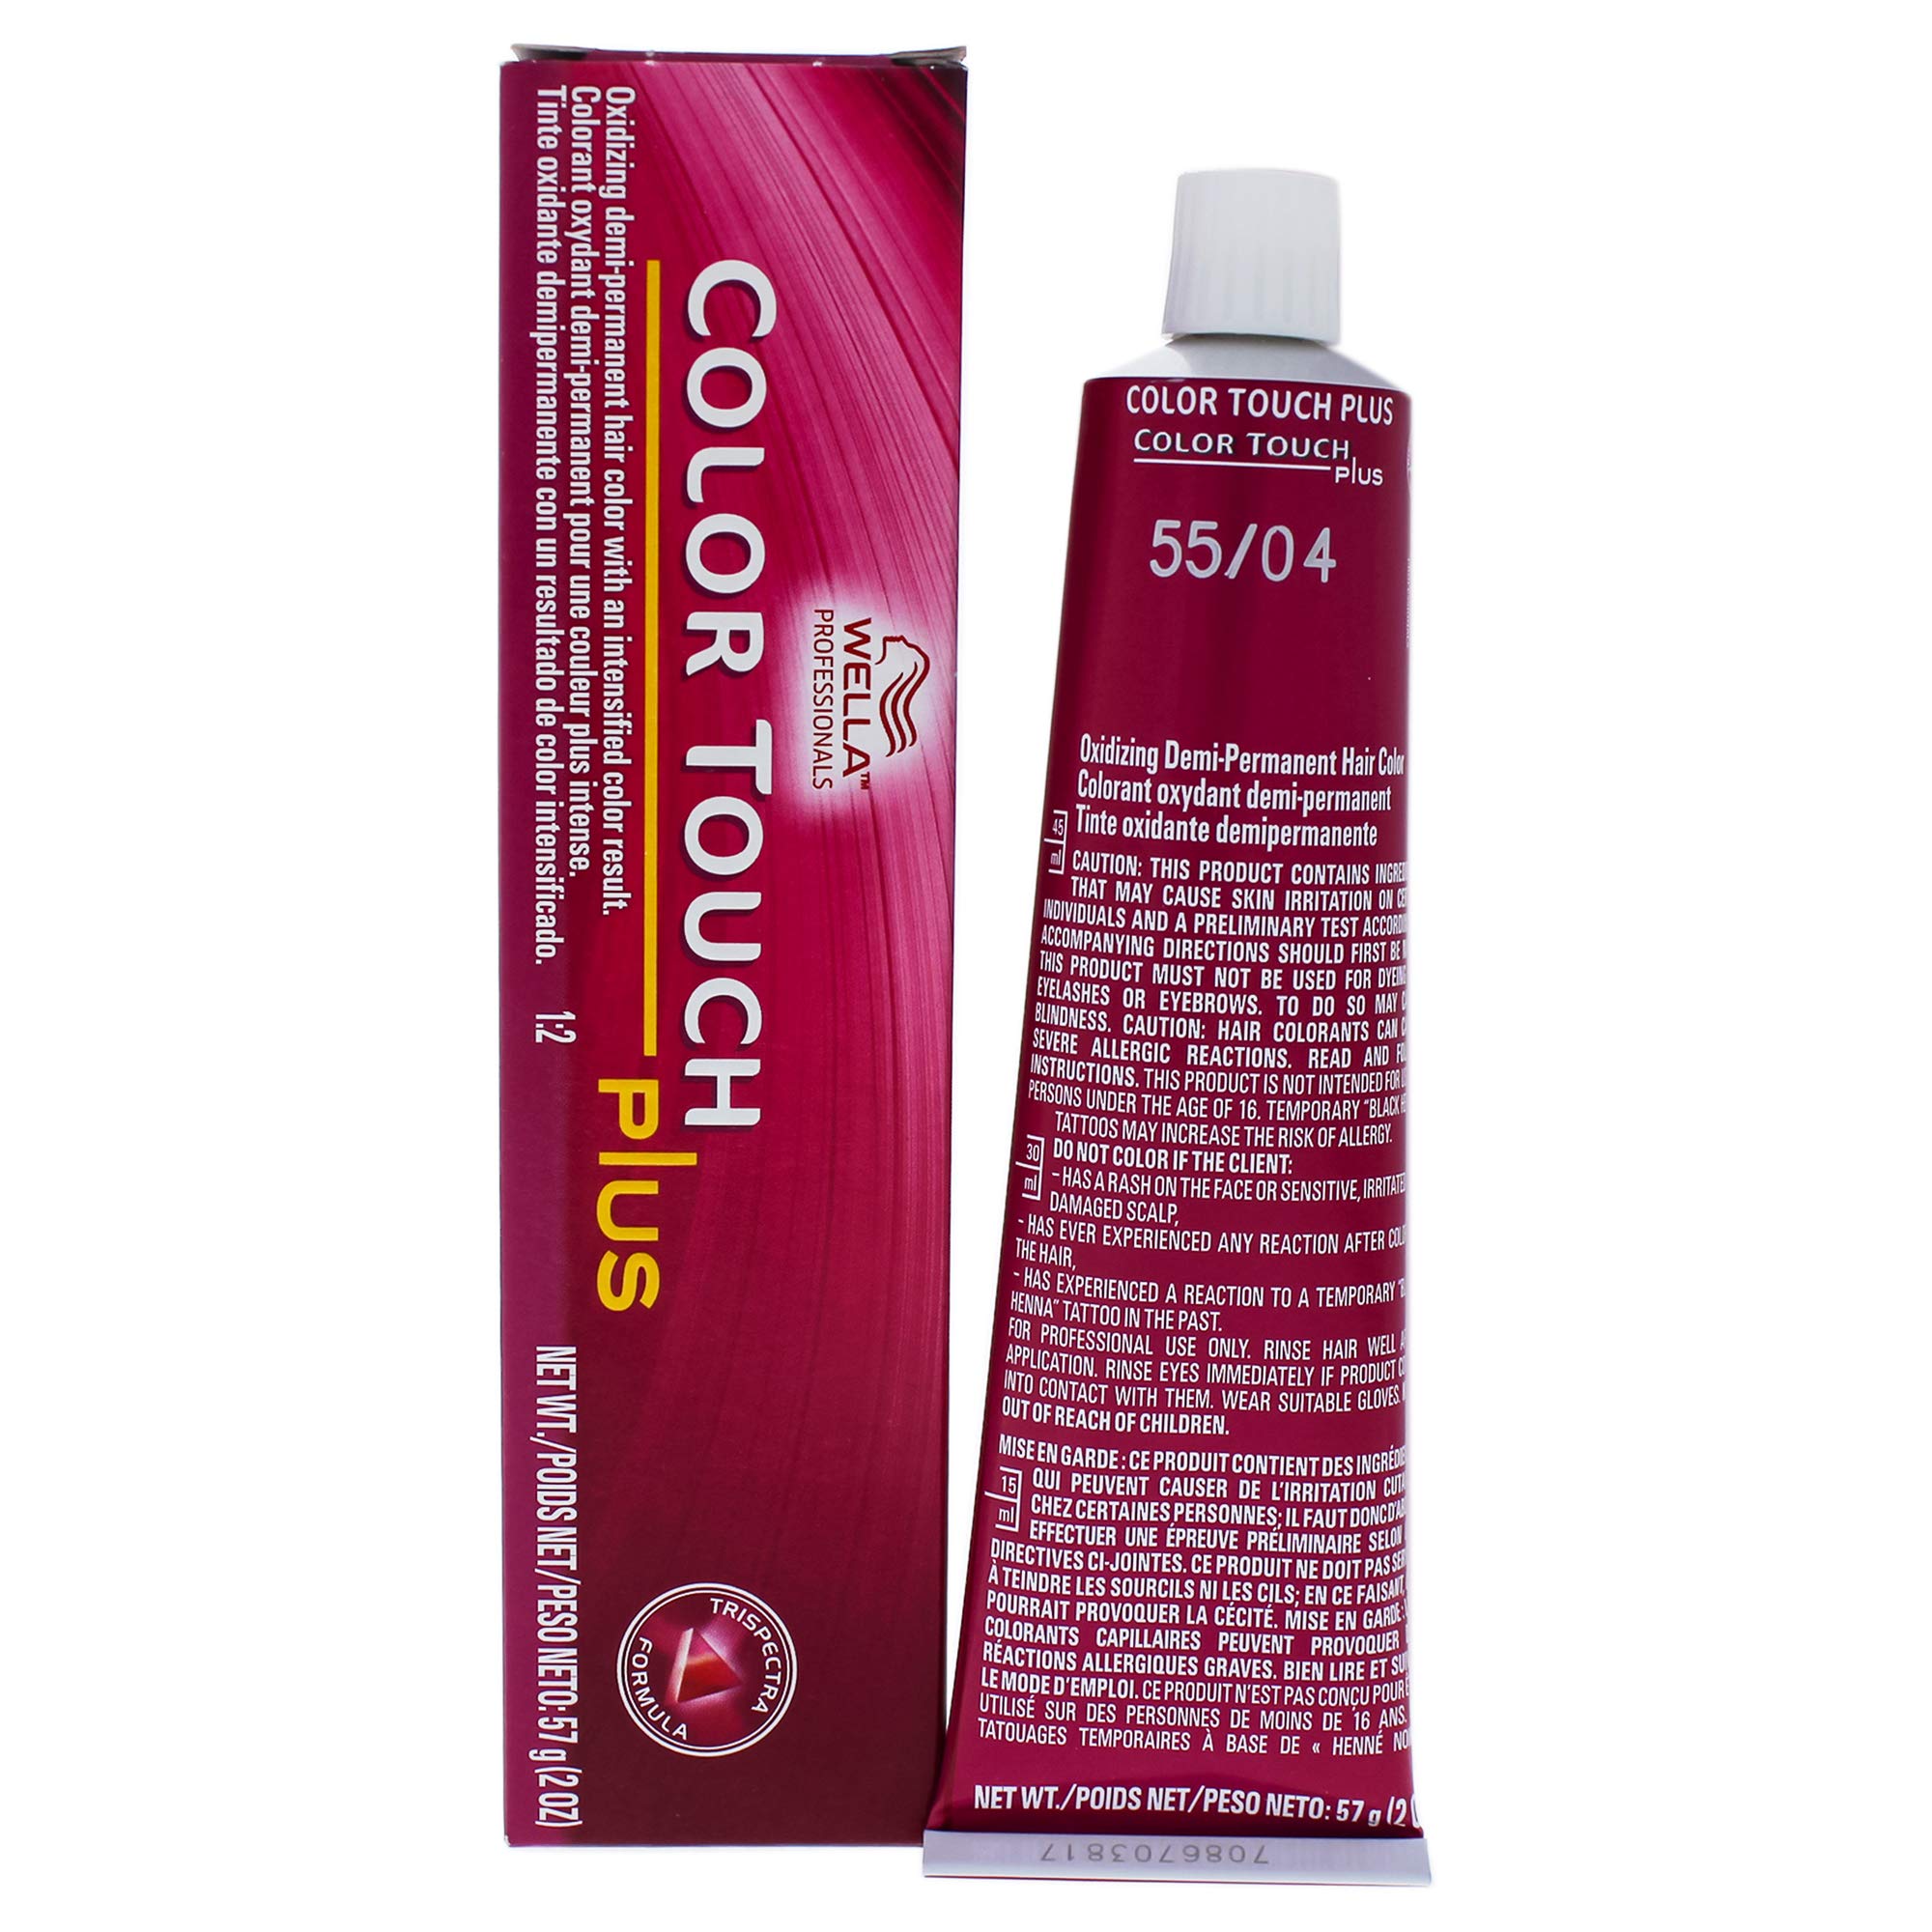 WELLA™
PROFESSIONALS
COLOR TOUCH
Plus
Oxidizing demi-permanent hair color with an intensified color result.
Colorant oxydant demi-permanent pour une couleur plus intense.
Tinte oxidante demipermanente con un resultado de color intensificado. 1:2
NET WT./POIDS NET/PESO NETO: 57 g (2 OZ)
TRISPECTRA
FORMULA
COLOR TOUCH PLUS
COLOR TOUCH
Plus
55/04
Oxidizing Demi-Permanent Hair Color
Colorant oxydant demi-permanent
Tinte oxidante demipermanente
45
ml
CAUTION: THIS PRODUCT CONTAINS
THAT MAY CAUSE SKIN IRRITATION ON
INDIVIDUALS AND A PRELIMINARY TEST
ACCOMPANYING DIRECTIONS SHOULD FIRST BE
THIS PRODUCT MUST NOT BE USED FOR
EYELASHES OR EYEBROWS. TO DO SO MAY
BLINDNESS. CAUTION: HAIR COLORANTS CAN
SEVERE ALLERGIC REACTIONS. READ AND
INSTRUCTIONS. THIS PRODUCT IS NOT INTENDED FOR
PERSONS UNDER THE AGE OF 16. TEMPORARY "BLACK
TATTOOS MAY INCREASE THE RISK OF ALLERGY.
30
ml
DO NOT COLOR IF THE CLIENT:
- HAS A RASH ON THE FACE OR SENSITIVE,
DAMAGED SCALP,
- HAS EVER EXPERIENCED ANY REACTION AFTER
THE HAIR,
- HAS EXPERIENCED A REACTION TO A TEMPORARY
HENNA" TATTOO IN THE PAST.
FOR PROFESSIONAL USE ONLY. RINSE HAIR WELL
APPLICATION. RINSE EYES IMMEDIATELY IF PRODUCT
INTO CONTACT WITH THEM. WEAR SUITABLE GLOVES.
OUT OF REACH OF CHILDREN.
MISE EN GARDE : CE PRODUIT CONTIENT DES
15
ml
QUI PEUVENT CAUSER DE L'IRRITATION
CHEZ CERTAINES PERSONNES; IL FAUT DONC
EFFECTUER UNE ÉPREUVE PRÉLIMINAIRE SELON
DIRECTIVES CI-JOINTES. CE PRODUIT NE DOIT PAS
À TEINDRE LES SOURCILS NI LES CILS; EN CE FAISANT,
POURRAIT PROVOQUER LA CÉCITÉ. MISE EN GARDE :
COLORANTS CAPILLAIRES PEUVENT PROVOQUER
RÉACTIONS ALLERGIQUES GRAVES. BIEN LIRE ET
LE MODE D'EMPLOI. CE PRODUIT N'EST PAS CONÇU POUR
UTILISÉ SUR DES PERSONNES DE MOINS DE 16 ANS.
TATOUAGES TEMPORAIRES À BASE DE « HENNÉ
NET WT./POIDS NET/PESO NETO: 57 g (2
7086703817